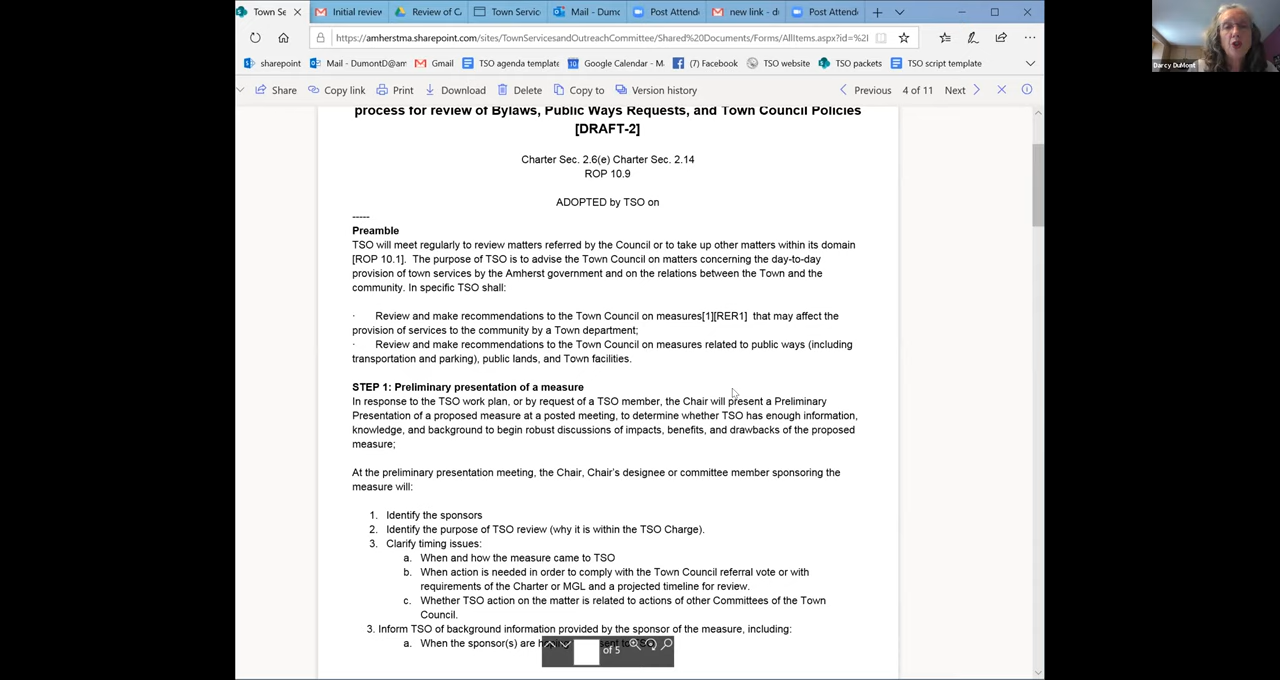 Town Se
Initial review
Review of C
Town Servic
Mail - Dumo
Post Attend
new link - d
Post Attend
https://amherstma.sharepoint.com/sites/TownServicesandOutreachCommittee/Shared%20Documents/Forms/AllItems.aspx?id=%2
sharepoint
Mail - DumontD@am
Gmail
TSO agenda template
Google Calendar - M
(7) Facebook
TSO website
TSO packets
TSO script template
Share
Copy link
Print
Download
Delete
Copy to
Version history
Previous
4 of 11
Next
process for review of Bylaws, Public Ways Requests, and Town Council Policies
[DRAFT-2]
Charter Sec. 2.6(e) Charter Sec. 2.14
ROP 10.9
ADOPTED by TSO on
-----
Preamble
TSO will meet regularly to review matters referred by the Council or to take up other matters within its domain
[ROP 10.1]. The purpose of TSO is to advise the Town Council on matters concerning the day-to-day
provision of town services by the Amherst government and on the relations between the Town and the
community. In specific TSO shall:
· Review and make recommendations to the Town Council on measures[1][RER1] that may affect the
provision of services to the community by a Town department;
· Review and make recommendations to the Town Council on measures related to public ways (including
transportation and parking), public lands, and Town facilities.
STEP 1: Preliminary presentation of a measure
In response to the TSO work plan, or by request of a TSO member, the Chair will present a Preliminary
Presentation of a proposed measure at a posted meeting, to determine whether TSO has enough information,
knowledge, and background to begin robust discussions of impacts, benefits, and drawbacks of the proposed
measure;
At the preliminary presentation meeting, the Chair, Chair's designee or committee member sponsoring the
measure will:
1. Identify the sponsors
2. Identify the purpose of TSO review (why it is within the TSO Charge).
3. Clarify timing issues:
a. When and how the measure came to TSO
b. When action is needed in order to comply with the Town Council referral vote or with
requirements of the Charter or MGL and a projected timeline for review.
c. Whether TSO action on the matter is related to actions of other Committees of the Town
Council.
3. Inform TSO of background information provided by the sponsor of the measure, including:
a. When the sponsor(s) are
of 5
Darcy DuMont